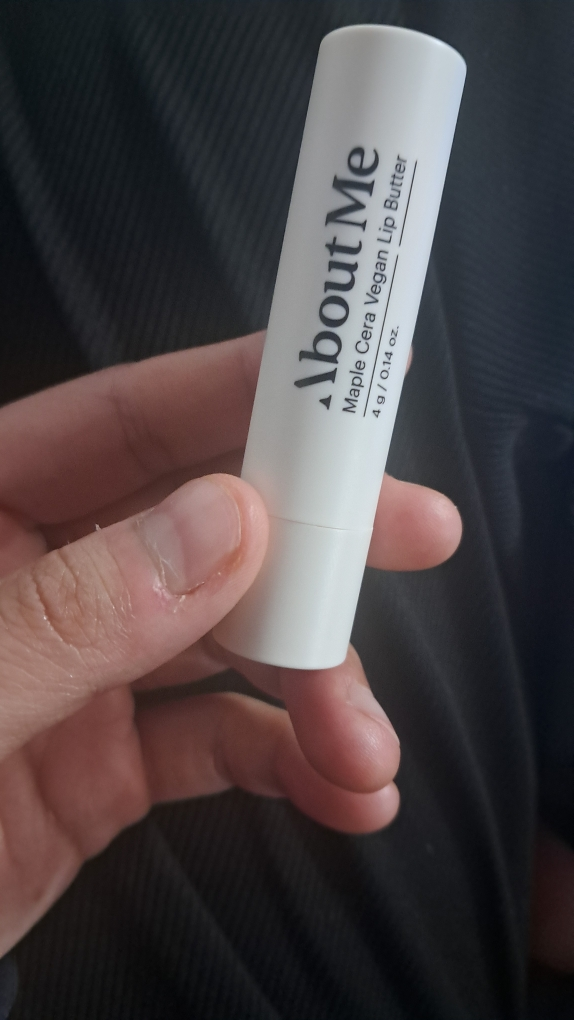 About Me
Maple Cera Vegan Lip Butter
4 g / 0.14 oz.